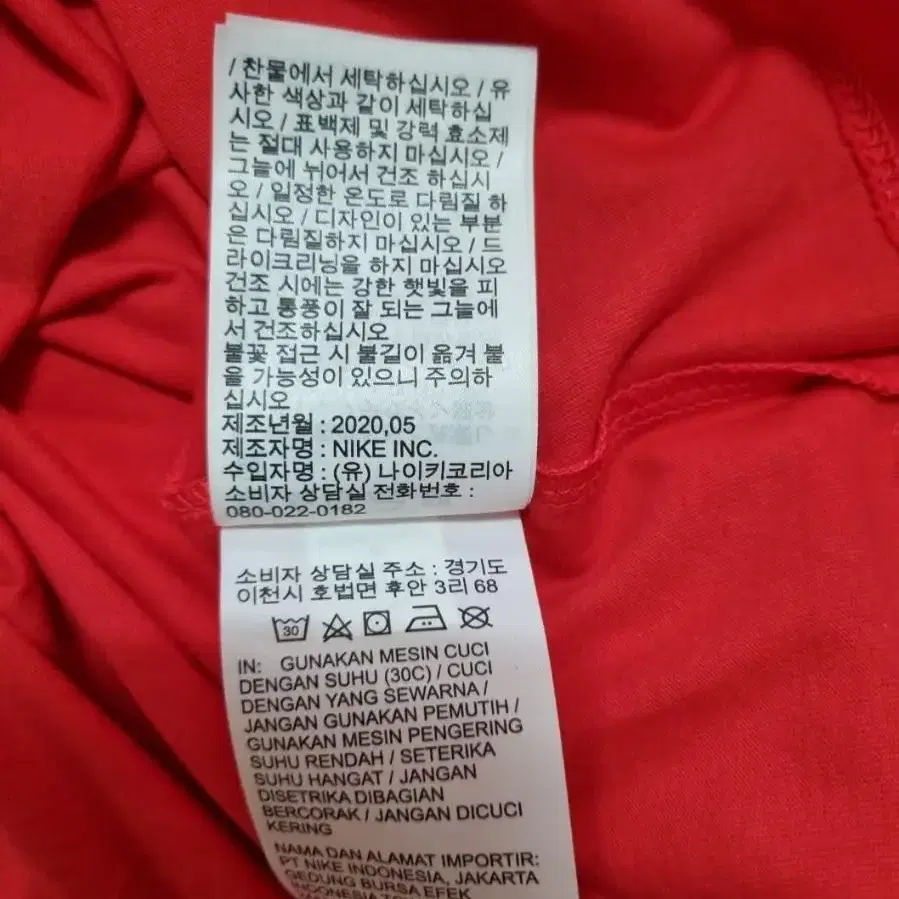 / 찬물에서 세탁하십시오 / 유
사한 색상과 같이 세탁하십
시오 / 표백제 및 강력 효소제
는 절대 사용하지 마십시오 /
그늘에 뉘어서 건조 하십시
오 / 일정한 온도로 다림질 하
십시오 / 디자인이 있는 부분
은 다림질하지 마십시오 / 드
라이크리닝을 하지 마십시오
건조 시에는 강한 햇빛을 피
하고 통풍이 잘 되는 그늘에
서 건조하십시오
불꽃 접근 시 불길이 옮겨 붙
을 가능성이 있으니 주의하
십시오
제조년월 : 2020,05
제조자명 : NIKE INC.
수입자명 : (유) 나이키코리아
소비자 상담실 전화번호 :
080-022-0182
소비자 상담실 주소 : 경기도
이천시 호법면 후안 3리 68
30
IN: GUNAKAN MESIN CUCI
DENGAN SUHU (30C) / CUCI
DENGAN YANG SEWARNA /
JANGAN GUNAKAN PEMUTIH /
GUNAKAN MESIN PENGERING
SUHU RENDAH / SETERIKA
SUHU HANGAT / JANGAN
DISETRIKA DIBAGIAN
BERCORAK / JANGAN DICUCI
KERING
NAMA DAN ALAMAT IMPORTIR:
PT NIKE INDONESIA, JAKARTA
GEDUNG BURSA EFEK
INDONESIA